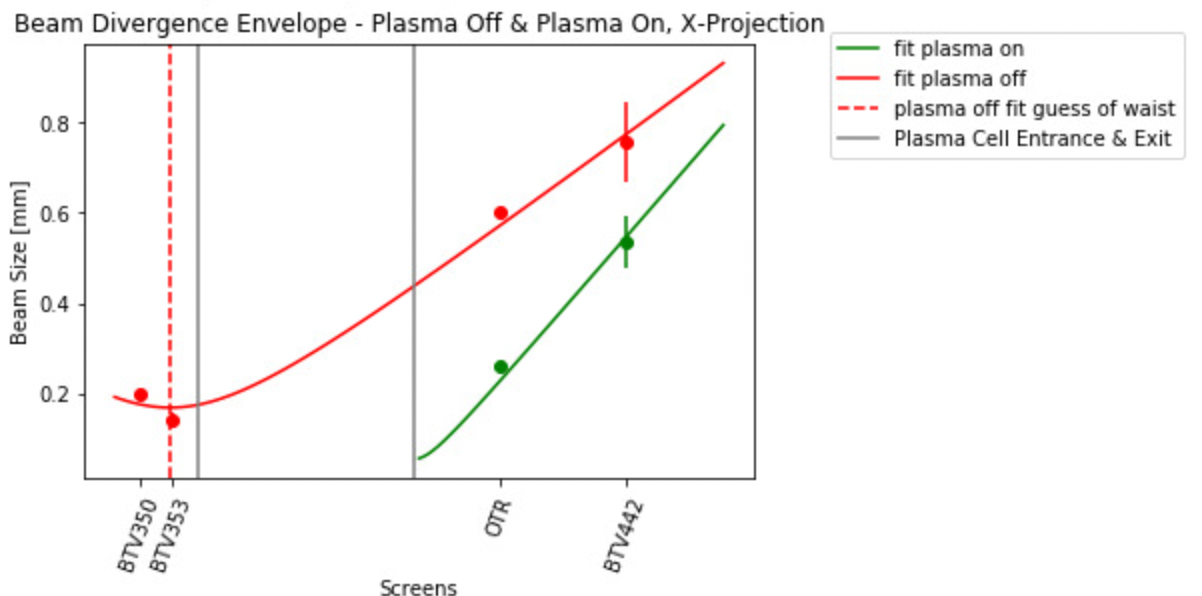 Beam Divergence Envelope - Plasma Off & Plasma On, X-Projection
fit plasma on
fit plasma off
plasma off fit guess of waist
Plasma Cell Entrance & Exit
Beam Size [mm]
0.8
0.6
0.4
0.2
BTV350
BTV353
OTR
BTV442
Screens